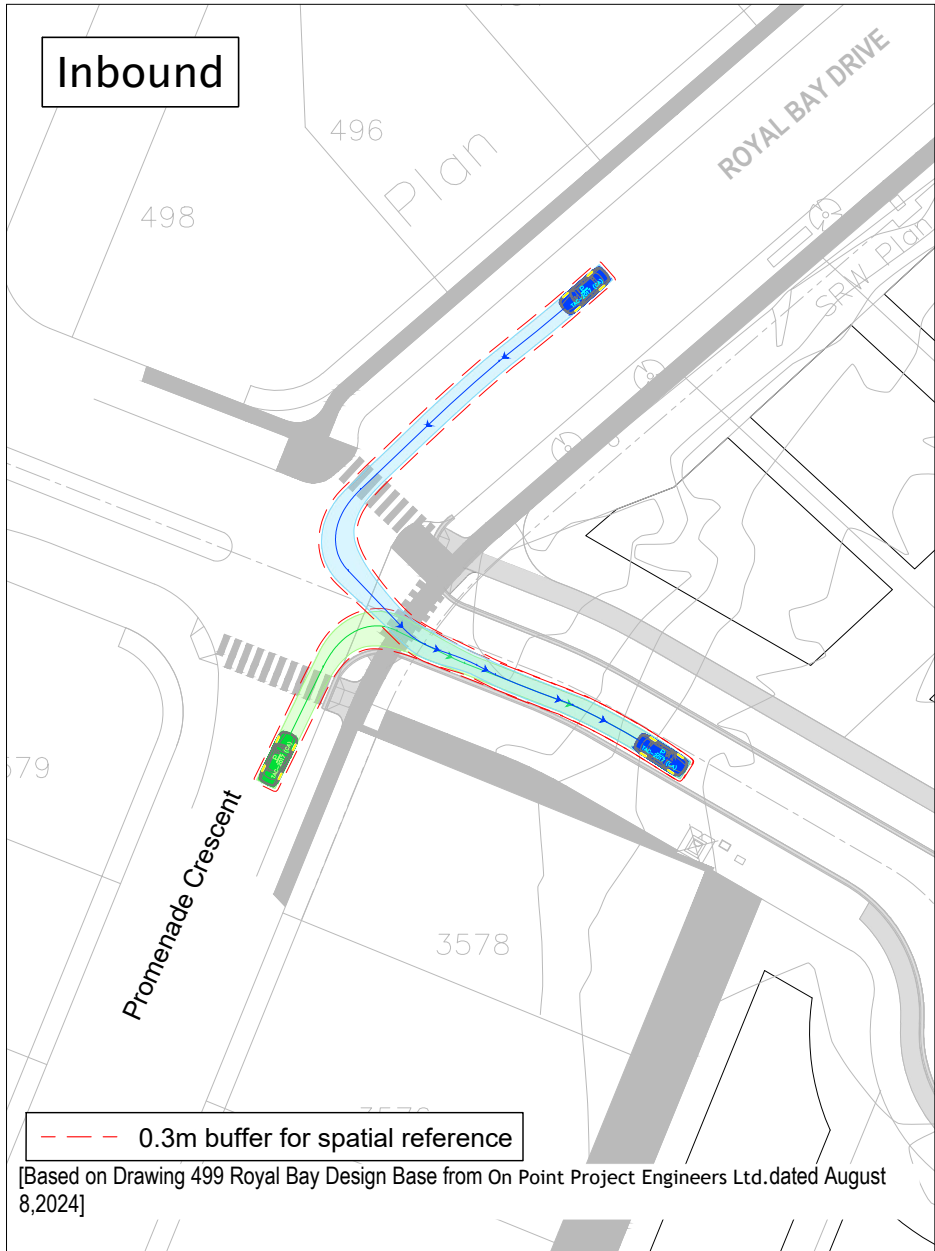 Inbound
496
Plan
ROYAL BAY DRIVE
498
SRW Plan
579
Promenade Crescent
3578
0.3m buffer for spatial reference
[Based on Drawing 499 Royal Bay Design Base from On Point Project Engineers Ltd.dated August
8,2024]